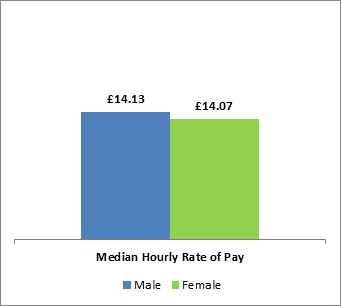 £14.13
£14.07
Median Hourly Rate of Pay
Male Female